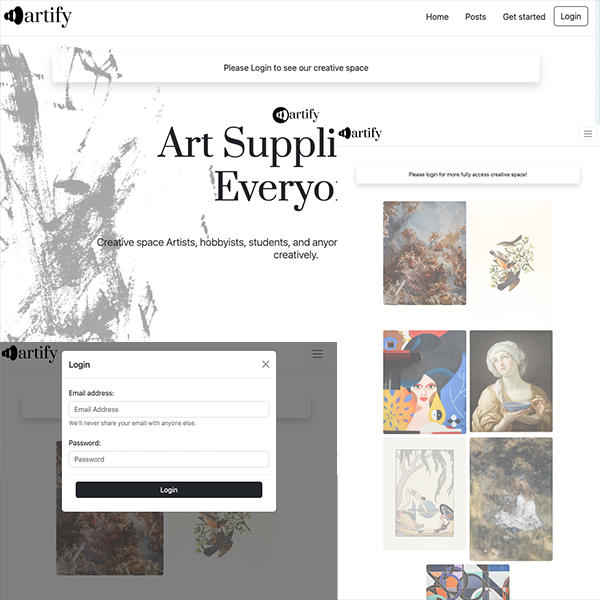 artify
Home Posts Get started Login
Please Login to see our creative space
artify
Art Suppli
Everyo
Creative space Artists, hobbyists, students, and anyor
creatively.
artify
Please login for more fully access creative space!
artify
Login
Email address:
Email Address
We'll never share your email with anyone else.
Password:
Password
Login